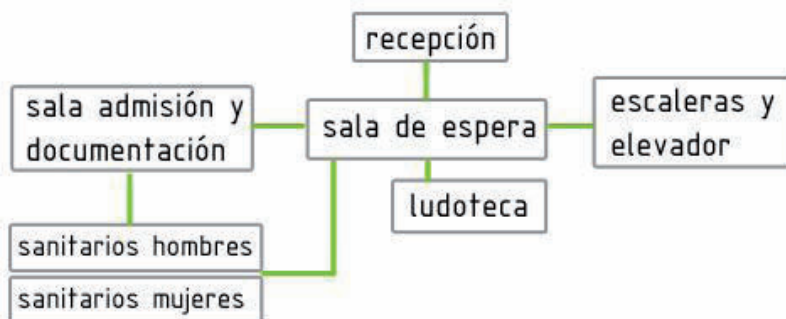 recepción
sala admisión y
documentación
sala de espera
escaleras y
elevador
ludoteca
sanitarios hombres
sanitarios mujeres